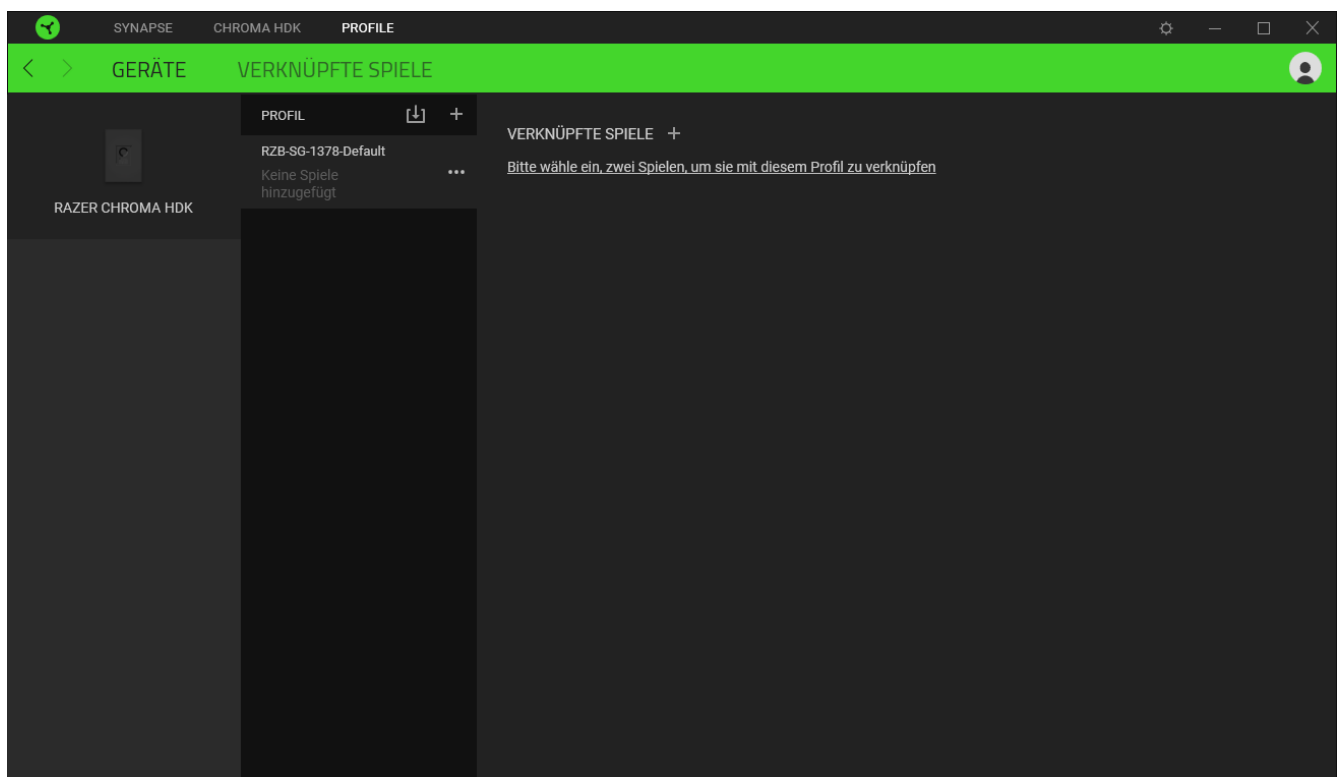 SYNAPSE CHROMA HDK PROFILE
GERÄTE VERKNÜPFTE SPIELE
RAZER CHROMA HDK
PROFIL
RZB-SG-1378-Default
Keine Spiele
hinzugefügt
VERKNÜPFTE SPIELE
Bitte wähle ein, zwei Spielen, um sie mit diesem Profil zu verknüpfen